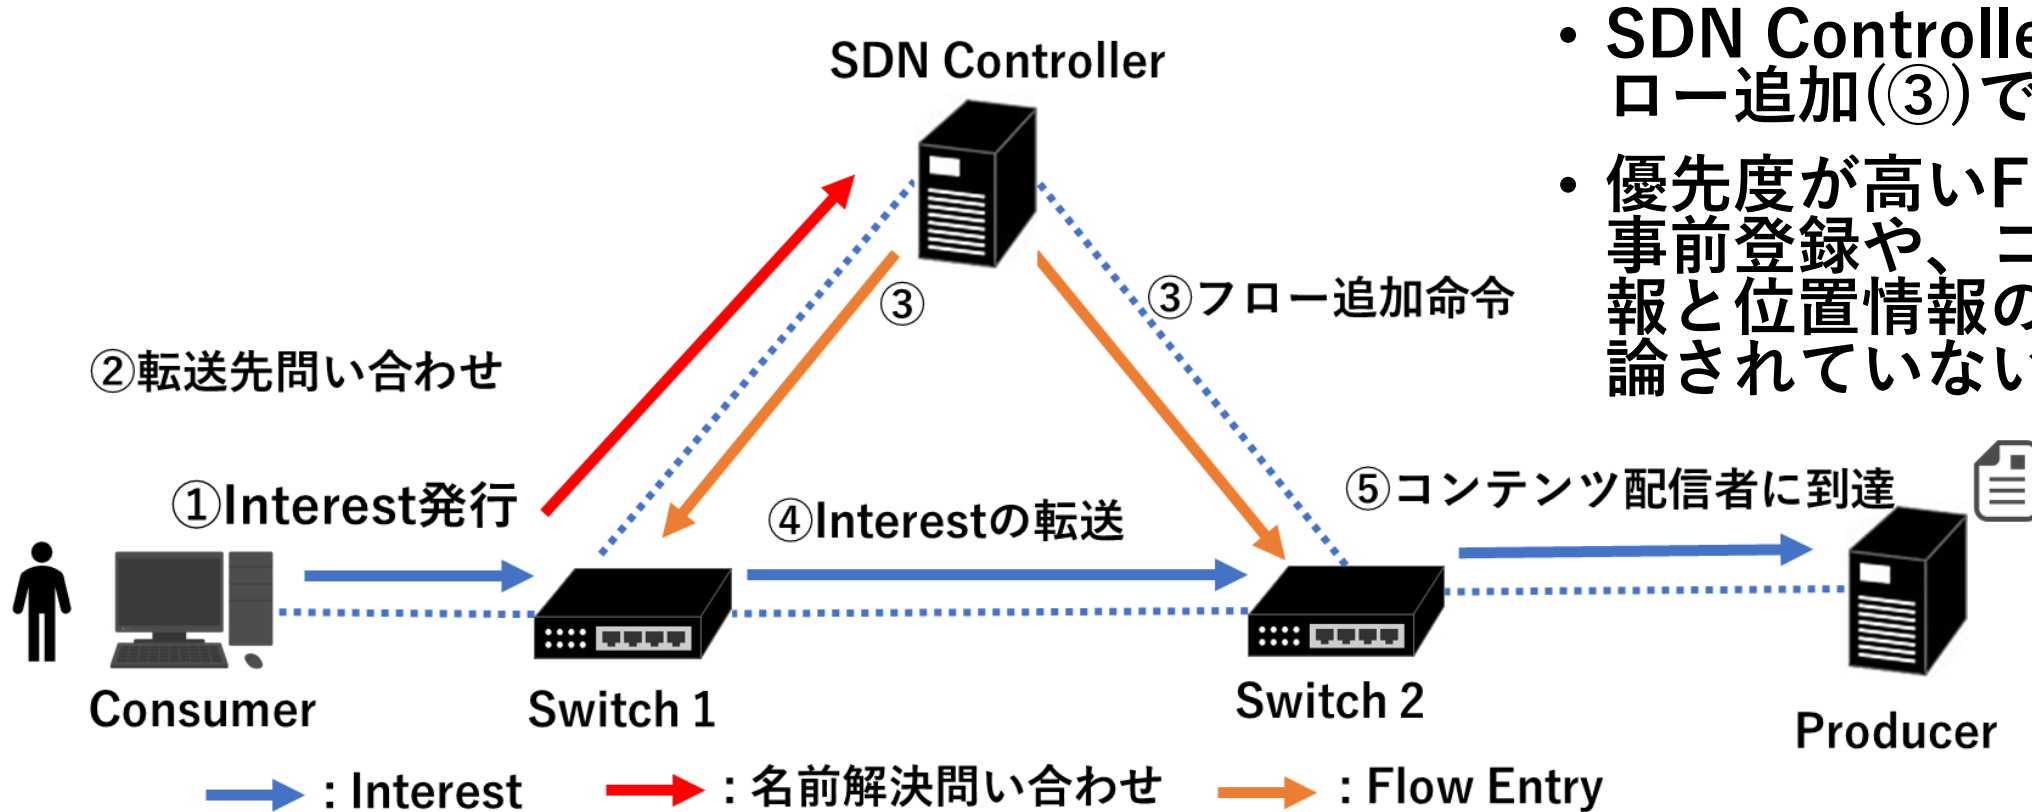 SDN Controller
• SDN Controlle
ロー追加(③)で
• 優先度が高いF
事前登録や、コ
報と位置情報の
論されていない
③
③フロー追加命令
②転送先問い合わせ
①Interest発行
④Interestの転送
⑤コンテンツ配信者に到達
Consumer
Switch 1
Switch 2
Producer
: Interest
: 名前解決問い合わせ
: Flow Entry